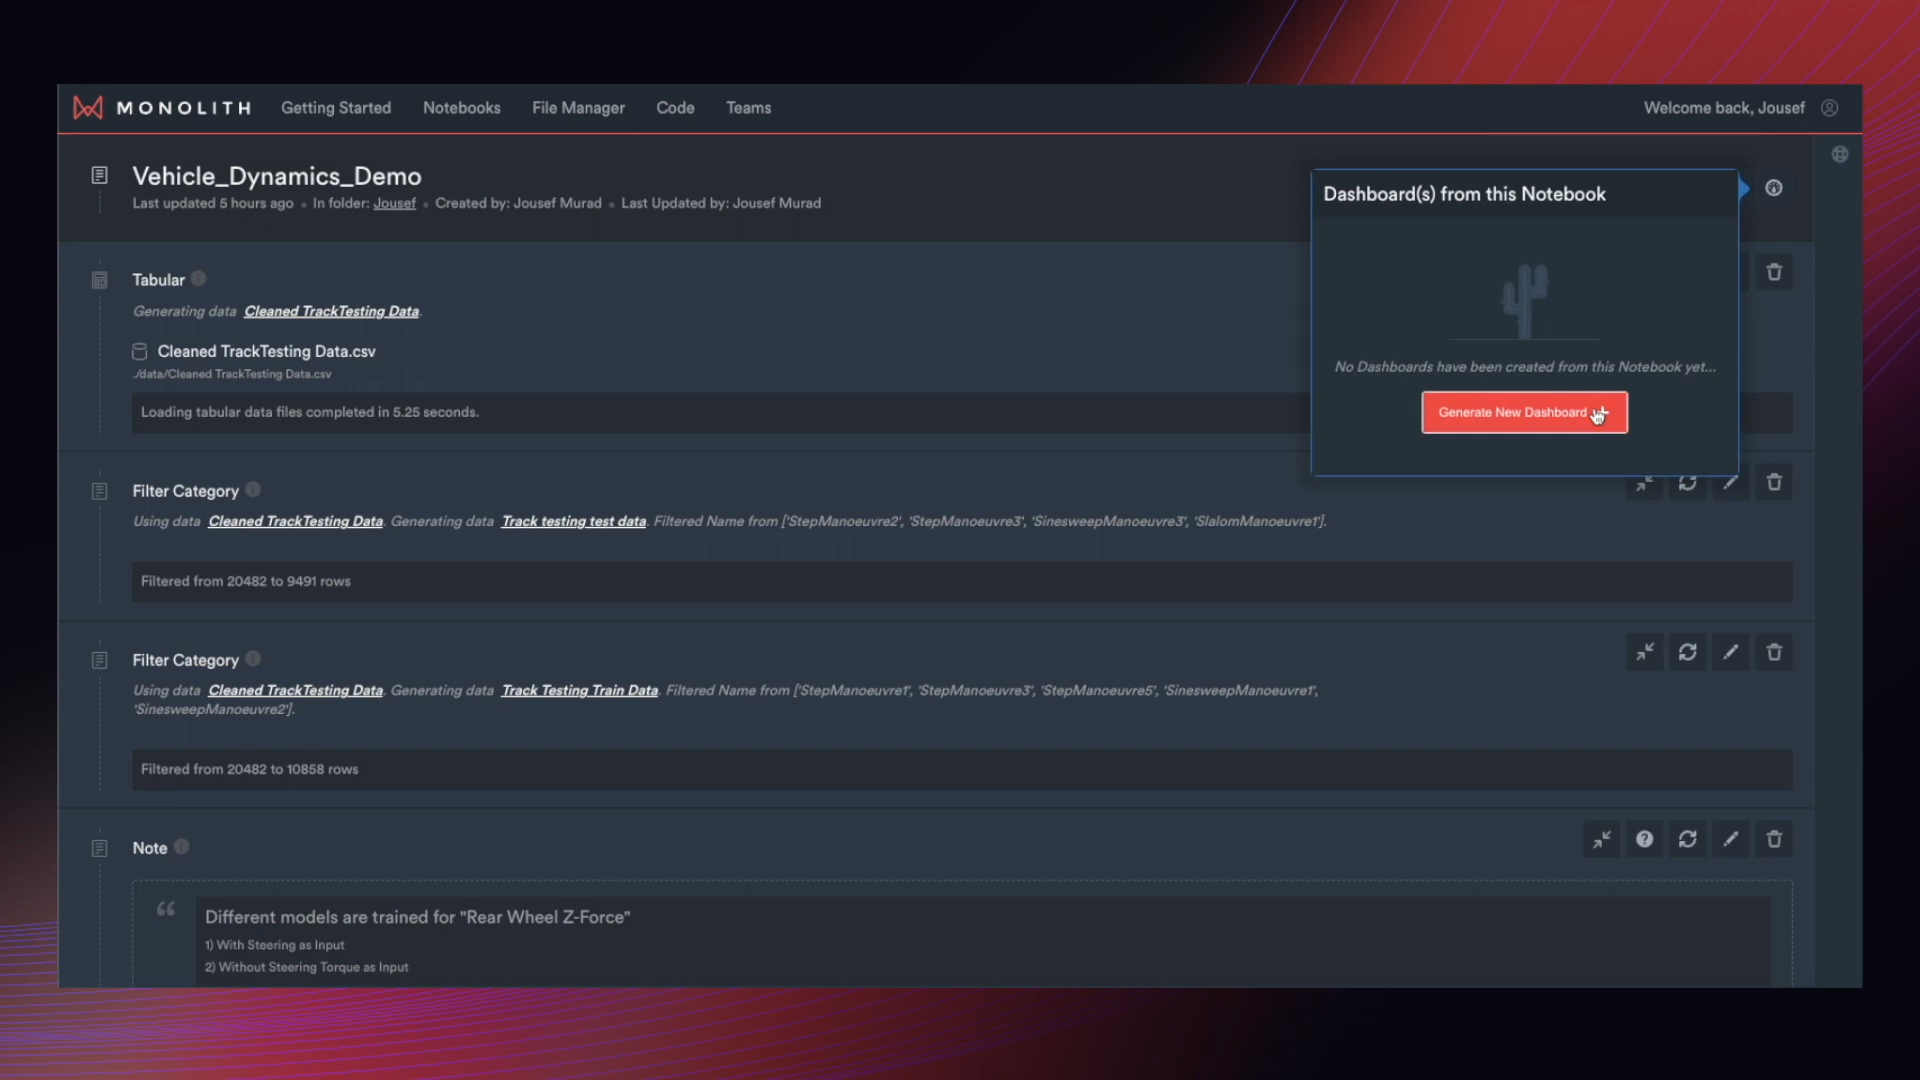 MONOLITH Getting Started Notebooks File Manager Code Teams Welcome back, Jousef
Vehicle_Dynamics_Demo
Last updated 5 hours ago • In folder: Jousef • Created by: Jousef Murad • Last Updated by: Jousef Murad
Dashboard(s) from this Notebook
No Dashboards have been created from this Notebook yet...
Generate New Dashboard
Tabular
Generating data Cleaned TrackTesting Data.
Cleaned TrackTesting Data.csv
./data/Cleaned TrackTesting Data.csv
Loading tabular data files completed in 5.25 seconds.
Filter Category
Using data Cleaned TrackTesting Data. Generating data Track testing test data. Filtered Name from ['StepManoeuvre2', 'StepManoeuvre3', 'SinesweepManoeuvre3', 'SlalomManoeuvre1'].
Filtered from 20482 to 9491 rows
Filter Category
Using data Cleaned TrackTesting Data. Generating data Track Testing Train Data. Filtered Name from ['StepManoeuvre1', 'StepManoeuvre3', 'StepManoeuvre5', 'SinesweepManoeuvre1',
'SinesweepManoeuvre2'].
Filtered from 20482 to 10858 rows
Note
Different models are trained for "Rear Wheel Z-Force"
1) With Steering as Input
2) Without Steering Torque as Input